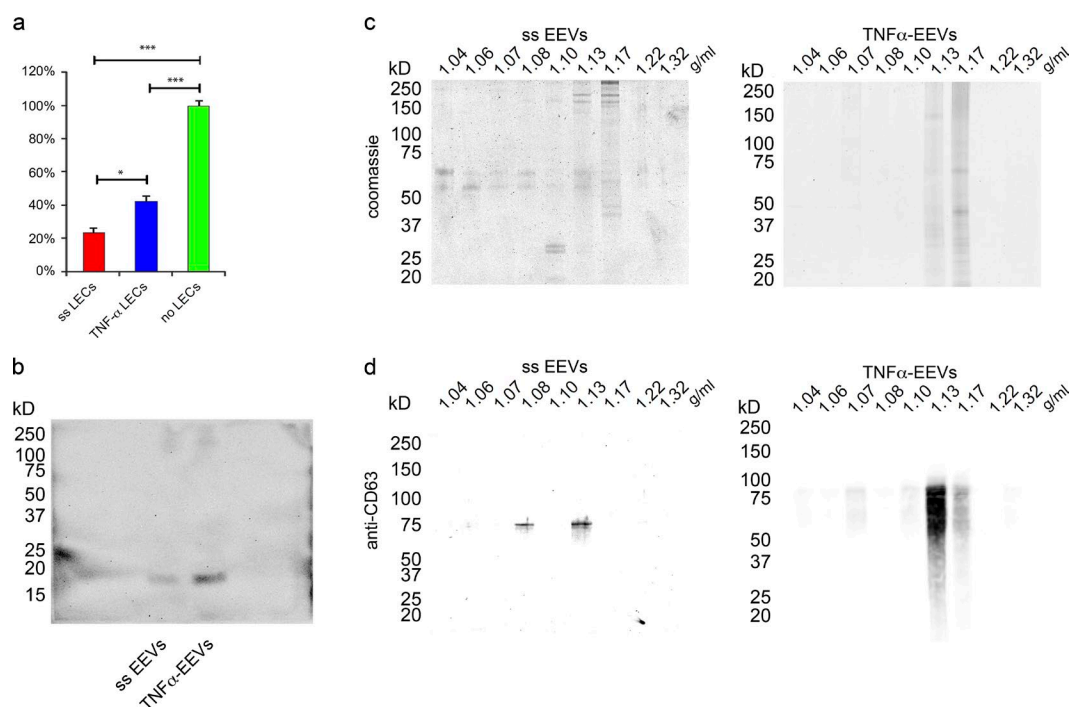 a
***
***
*
120%
100%
80%
60%
40%
20%
0%
ss LECs
TNF-α LECs
no LECs
b
kD
250
100
75
50
37
25
20
15
ss EEVs
TNFα-EEVs
c
ss EEVs
1.04 1.06 1.07 1.08 1.10 1.13 1.17 1.22 1.32 g/ml
kD
250
150
100
75
50
37
25
20
coomassie
TNFα-EEVs
1.04 1.06 1.07 1.08 1.10 1.13 1.17 1.22 1.32 g/ml
kD
250
150
100
75
50
37
25
20
d
ss EEVs
1.04 1.06 1.07 1.08 1.10 1.13 1.17 1.22 1.32 g/ml
kD
250
150
100
75
50
37
25
20
anti-CD63
TNFα-EEVs
1.04 1.06 1.07 1.08 1.10 1.13 1.17 1.22 1.32 g/ml
kD
250
150
100
75
50
37
25
20